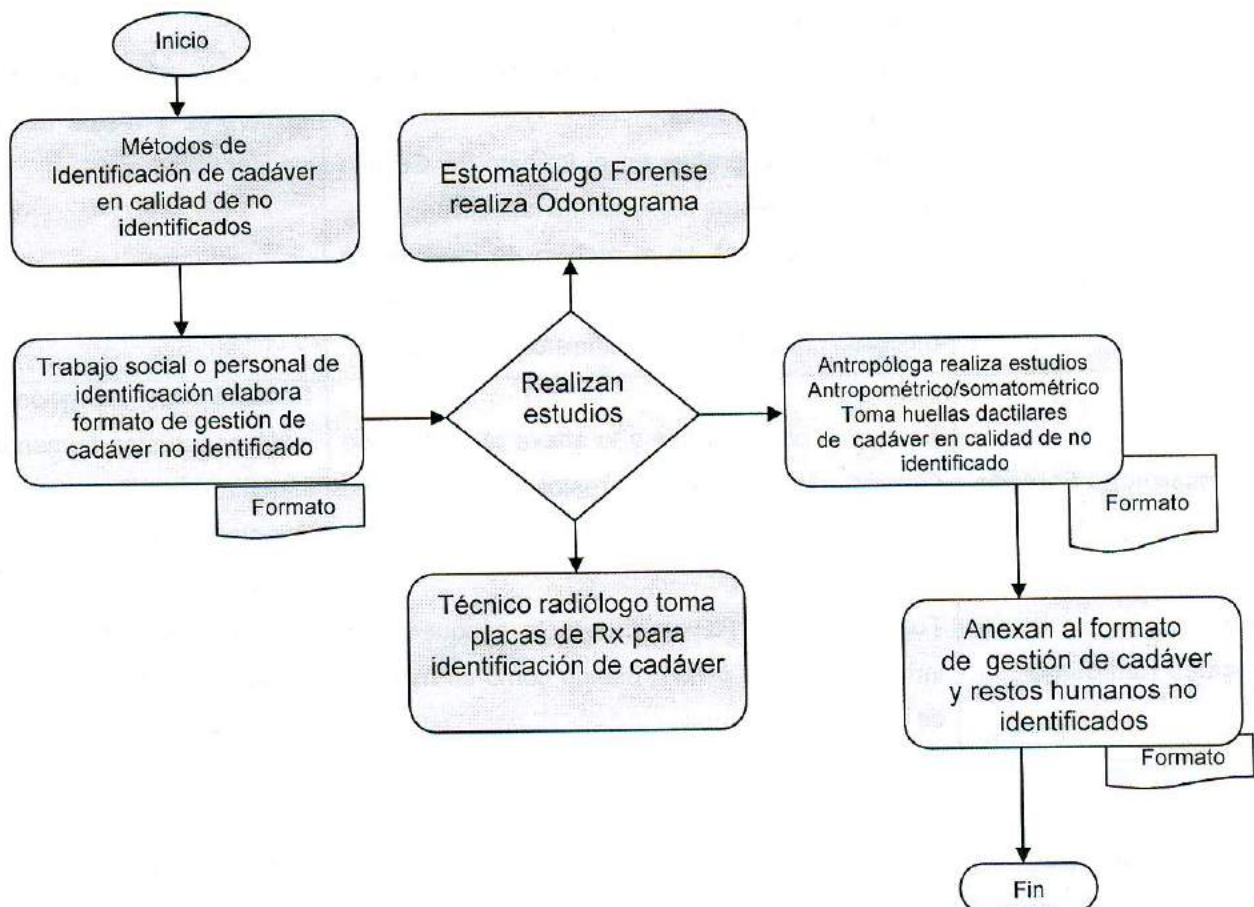 Inicio
Métodos de
Identificación de cadáver
en calidad de no
identificados
Estomatólogo Forense
realiza Odontograma
Trabajo social o personal de
identificación elabora
formato de gestión de
cadáver no identificado
Formato
Realizan
estudios
Antropóloga realiza estudios
Antropométrico/somatométrico
Toma huellas dactilares
de cadáver en calidad de no
identificado
Formato
Técnico radiólogo toma
placas de Rx para
identificación de cadáver
Anexan al formato
de gestión de cadáver
y restos humanos no
identificados
Formato
Fin